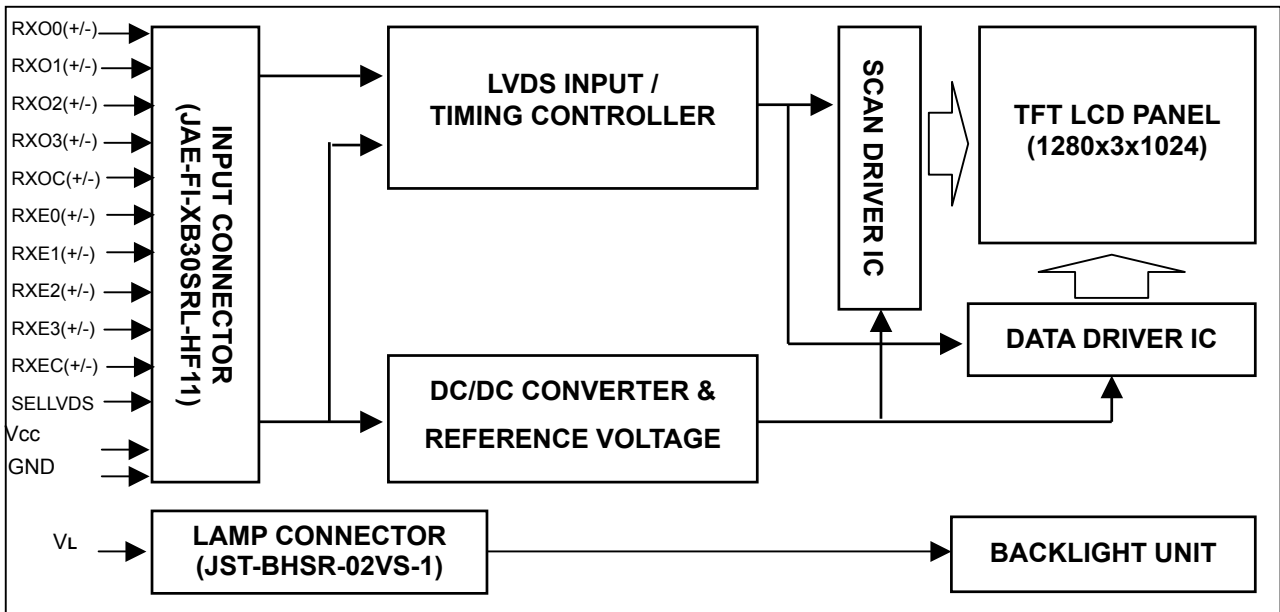 RXO0(+/-)
RXO1(+/-)
RXO2(+/-)
RXO3(+/-)
RXOC(+/-)
RXE0(+/-)
RXE1(+/-)
RXE2(+/-)
RXE3(+/-)
RXEC(+/-)
SELLVDS
Vcc
GND
INPUT CONNECTOR
(JAE-FI-XB30SRL-HF11)
LVDS INPUT /
TIMING CONTROLLER
SCAN DRIVER IC
TFT LCD PANEL
(1280x3x1024)
DATA DRIVER IC
DC/DC CONVERTER &
REFERENCE VOLTAGE
VL
LAMP CONNECTOR
(JST-BHSR-02VS-1)
BACKLIGHT UNIT